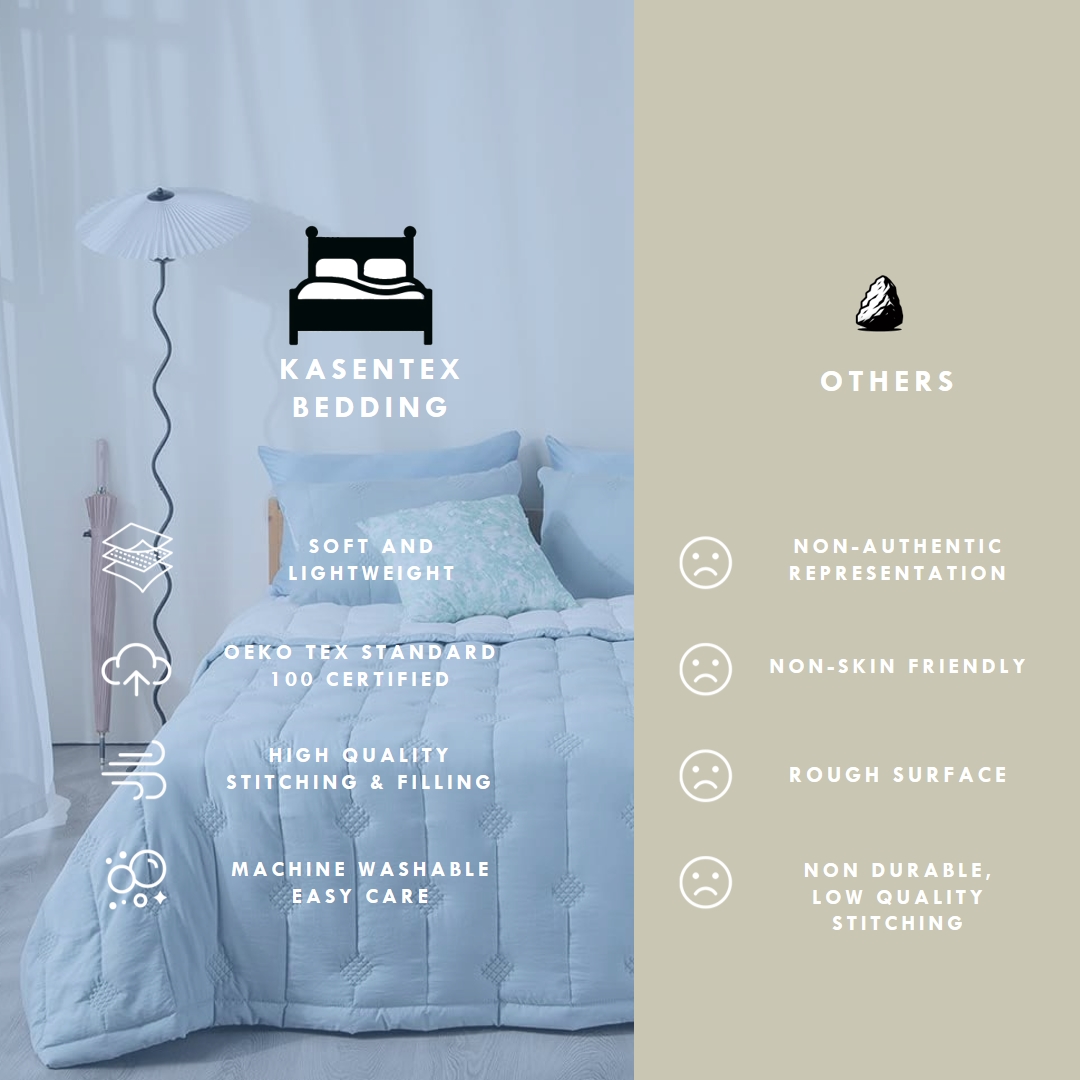 KASENTEX
BEDDING
SOFT AND
LIGHTWEIGHT
OEKO TEX STANDARD
100 CERTIFIED
HIGH QUALITY
STITCHING & FILLING
MACHINE WASHABLE
EASY CARE
OTHERS
NON-AUTHENTIC
REPRESENTATION
NON-SKIN FRIENDLY
ROUGH SURFACE
NON DURABLE,
LOW QUALITY
STITCHING